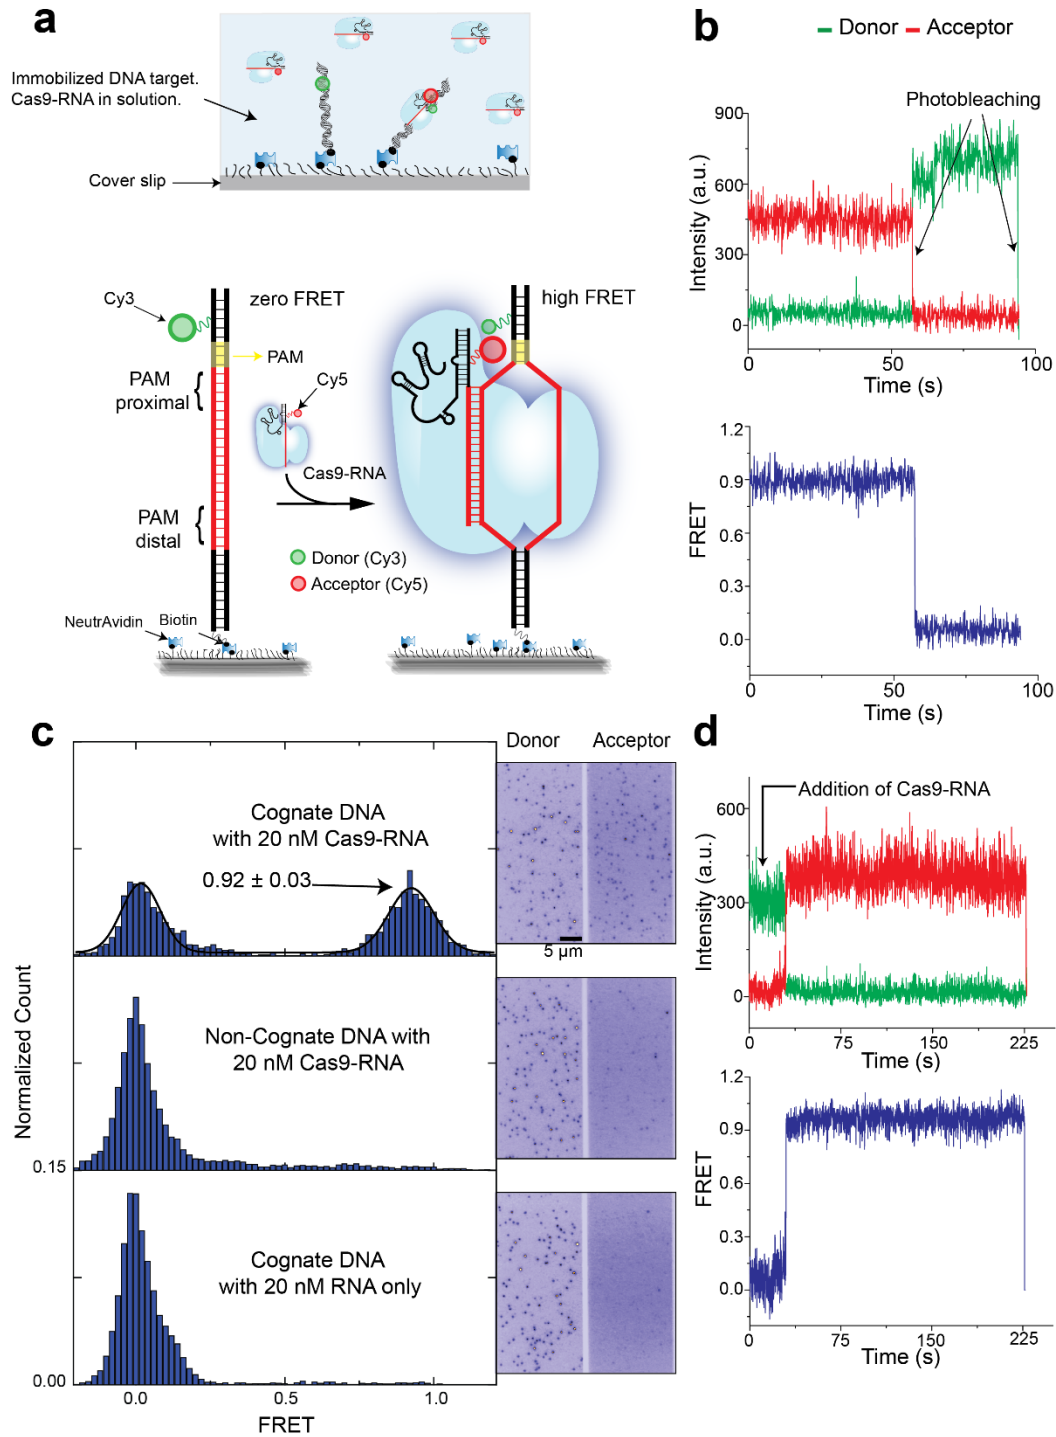 a
Immobilized DNA target.
Cas9-RNA in solution.
Cover slip
Cy3
zero FRET
high FRET
PAM
PAM
proximal
Cy5
Cas9-RNA
PAM
distal
Donor (Cy3)
Acceptor (Cy5)
NeutrAvidin
Biotin
b
Donor
Acceptor
Photobleaching
900
600
300
0
Intensity (a.u.)
0
50
100
Time (s)
1.2
0.9
0.6
0.3
0.0
FRET
0
50
100
Time (s)
c
Donor
Acceptor
Cognate DNA
with 20 nM Cas9-RNA
0.92 ± 0.03
5 µm
Non-Cognate DNA with
20 nM Cas9-RNA
Normalized Count
0.15
Cognate DNA
with 20 nM RNA only
0.00
0.0
0.5
1.0
FRET
d
Addition of Cas9-RNA
600
300
0
Intensity (a.u.)
75
150
225
Time (s)
1.2
0.9
0.6
0.3
0.0
FRET
0
75
150
225
Time (s)